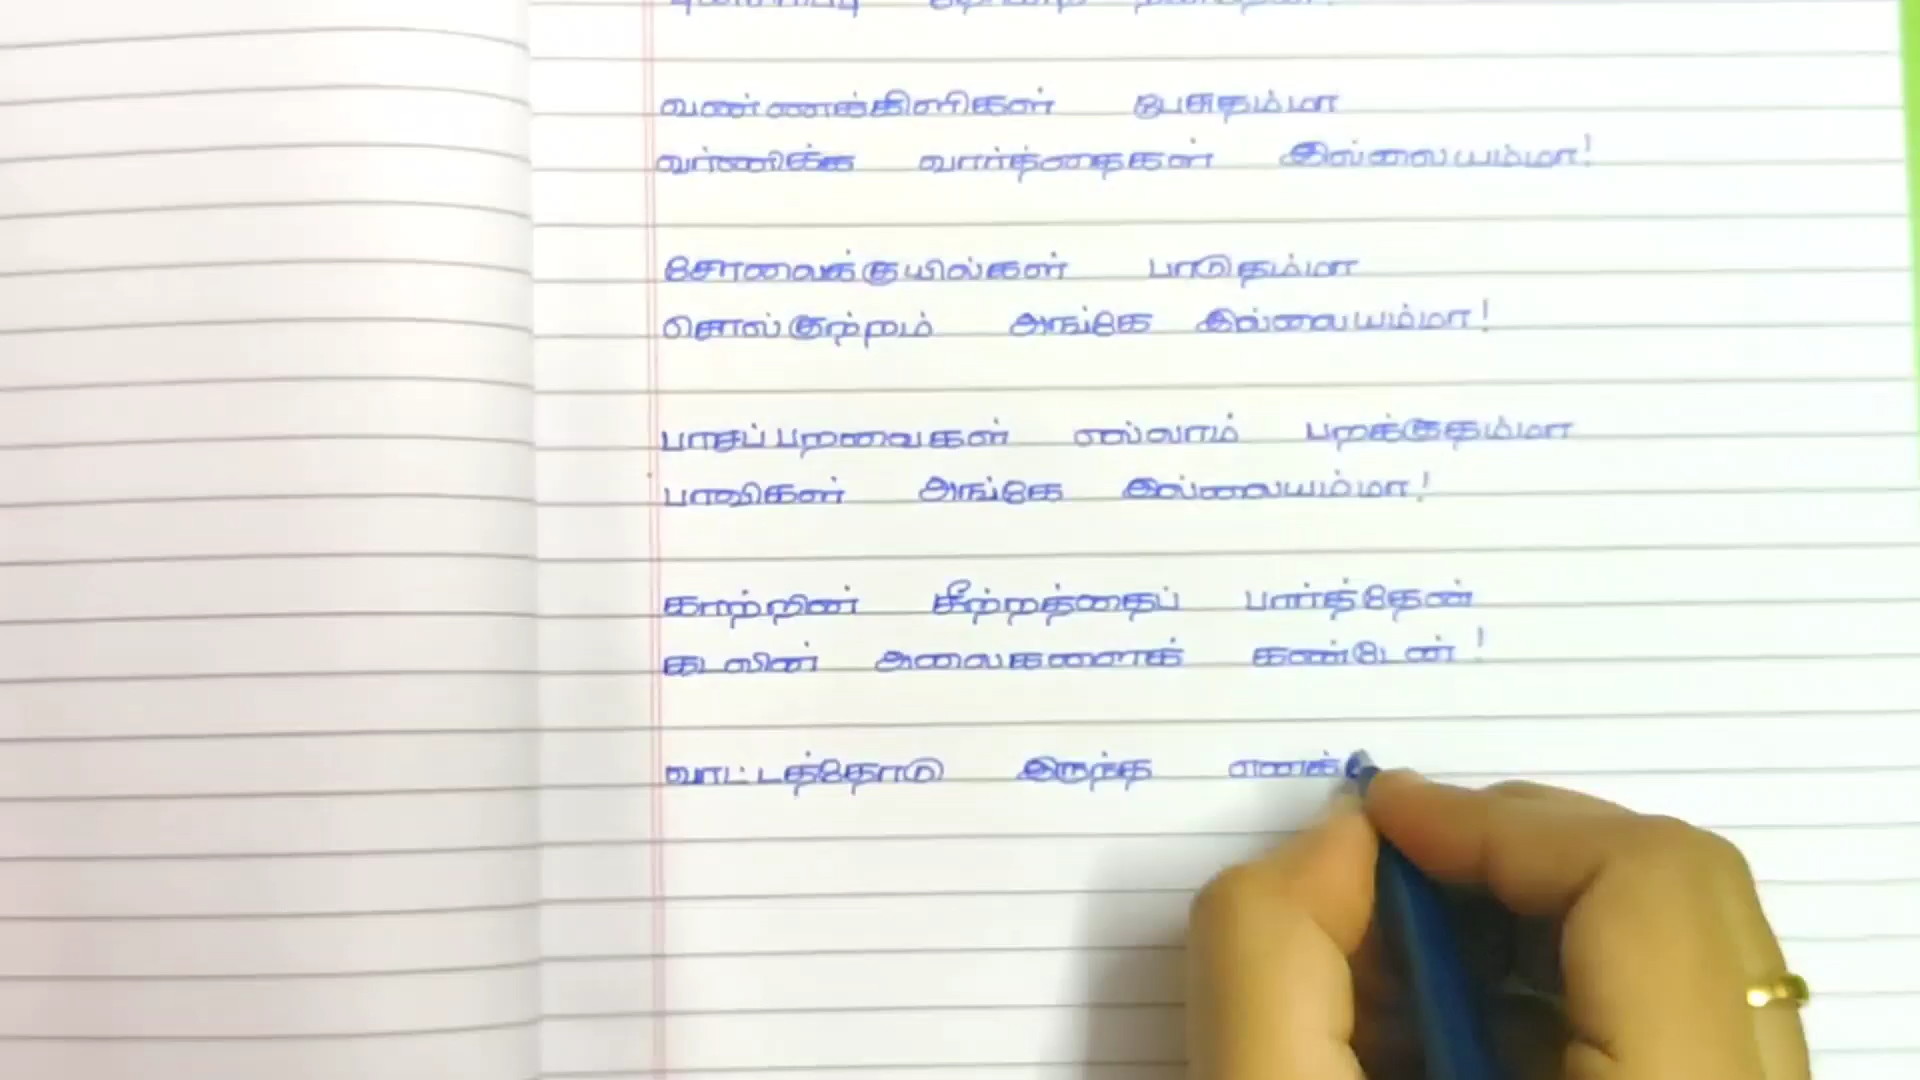 வண்ணக்கிளிகள் பேசுதம்மா
வர்ணிக்க வார்த்தைகள் இல்லையம்மா!
சோலைக்குயில்கள் பாடுதம்மா
சொல்குற்றம் அங்கே இல்லையம்மா!
பாசப்பறவைகள் எல்லாம் பறக்குதம்மா
பாவிகள் அங்கே இல்லையம்மா!
காற்றின் சீற்றத்தைப் பார்த்தேன்
கடலின் அலைகளைக் கண்டேன்!
வாட்டத்தோடு இருந்த எனக்